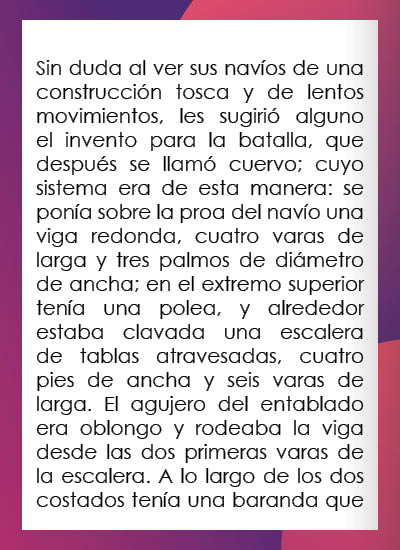 Sin duda al ver sus navíos de una
construcción tosca y de lentos
movimientos, les sugirió alguno
el invento para la batalla, que
después se llamó cuervo; cuyo
sistema era de esta manera: se
ponía sobre la proa del navío una
viga redonda, cuatro varas de
larga y tres palmos de diámetro
de ancha; en el extremo superior
tenía una polea, y alrededor
estaba clavada una escalera
de tablas atravesadas, cuatro
pies de ancha y seis varas de
larga. El agujero del entablado
era oblongo y rodeaba la viga
desde las dos primeras varas de
la escalera. A lo largo de los dos
costados tenía una baranda que